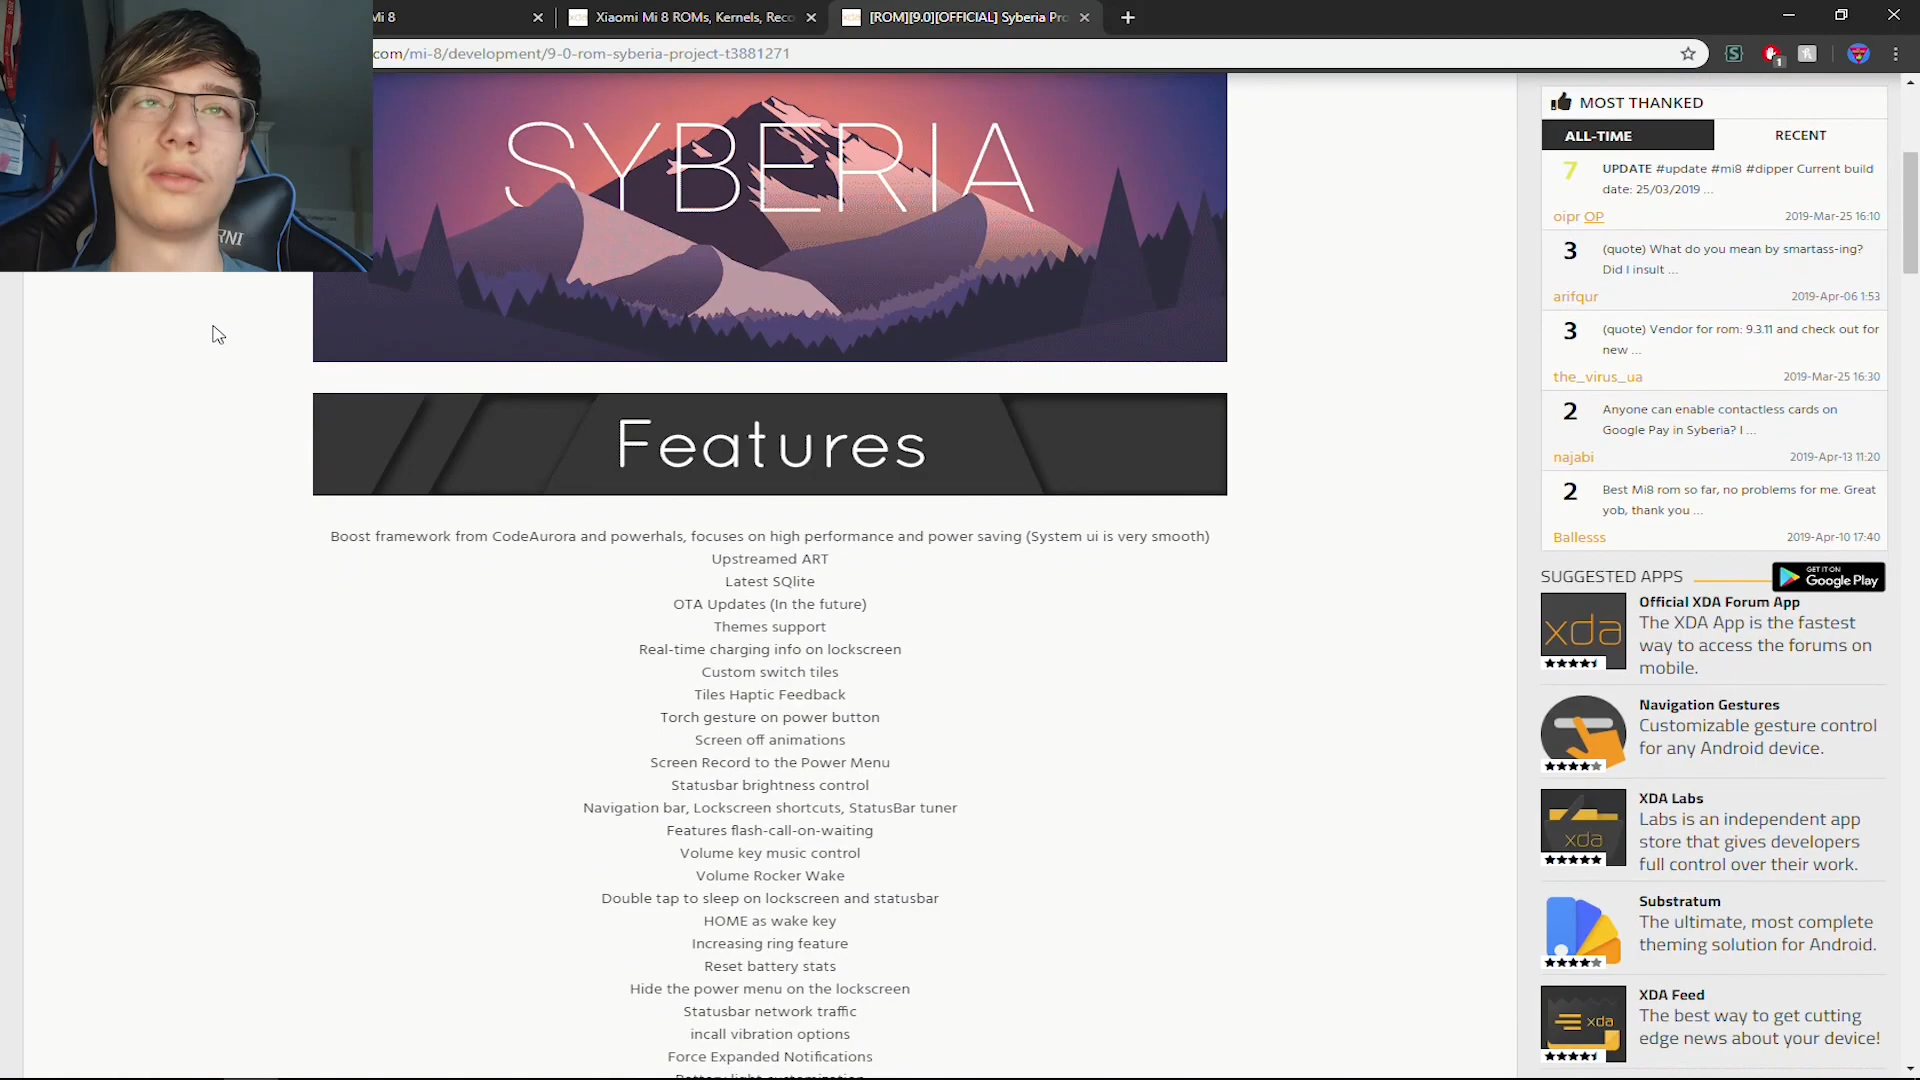 Mi 8
Xiaomi Mi 8 ROMs, Kernels, Reco
[ROM][9.0][OFFICIAL] Syberia Pro
com/mi-8/development/9-0-rom-syberia-project-t3881271
SYBERIA
Features
Boost framework from CodeAurora and powerhals, focuses on high performance and power saving (System ui is very smooth)
Upstreamed ART
Latest SQlite
OTA Updates (In the future)
Themes support
Real-time charging info on lockscreen
Custom switch tiles
Tiles Haptic Feedback
Torch gesture on power button
Screen off animations
Screen Record to the Power Menu
Statusbar brightness control
Navigation bar, Lockscreen shortcuts, StatusBar tuner
Features flash-call-on-waiting
Volume key music control
Volume Rocker Wake
Double tap to sleep on lockscreen and statusbar
HOME as wake key
Increasing ring feature
Reset battery stats
Hide the power menu on the lockscreen
Statusbar network traffic
incall vibration options
Force Expanded Notifications
MOST THANKED
ALL-TIME
RECENT
7
UPDATE #update #mi8 #dipper Current build
date: 25/03/2019 ...
oipr OP
2019-Mar-25 16:10
3
(quote) What do you mean by smartass-ing?
Did I insult ...
arifqur
2019-Apr-06 1:53
3
(quote) Vendor for rom: 9.3.11 and check out for
new ...
the_virus_ua
2019-Mar-25 16:30
2
Anyone can enable contactless cards on
Google Pay in Syberia? I ...
najabi
2019-Apr-13 11:20
2
Best Mi8 rom so far, no problems for me. Great
yob, thank you ...
Ballesss
2019-Apr-10 17:40
SUGGESTED APPS
GET IT ON
Google Play
xda
Official XDA Forum App
The XDA App is the fastest
way to access the forums on
mobile.
Navigation Gestures
Customizable gesture control
for any Android device.
xda
XDA Labs
Labs is an independent app
store that gives developers
full control over their work.
Substratum
The ultimate, most complete
theming solution for Android.
xda
XDA Feed
The best way to get cutting
edge news about your device!